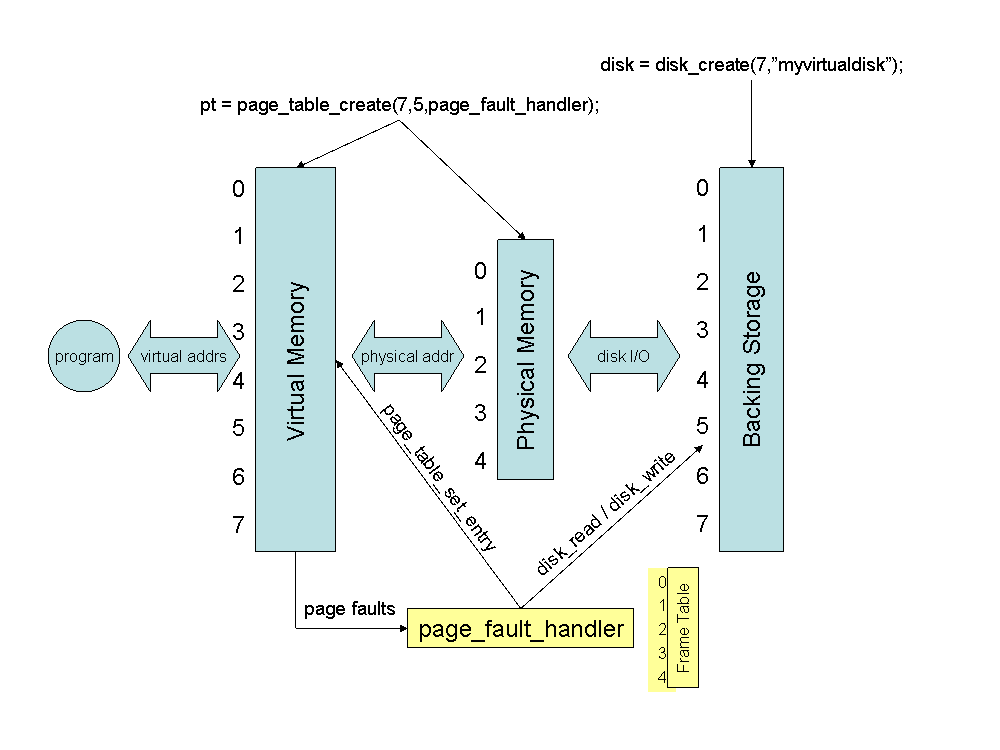 disk = disk_create(7,”myvirtualdisk”);
pt = page_table_create(7,5,page_fault_handler);
0
1
2
3
4
5
6
7
Virtual Memory
0
1
2
3
4
Physical Memory
0
1
2
3
4
5
6
7
Backing Storage
program
virtual addrs
physical addr
disk I/O
page_table_set_entry
disk_read / disk_write
page faults
page_fault_handler
0
1
2
3
4
Frame Table